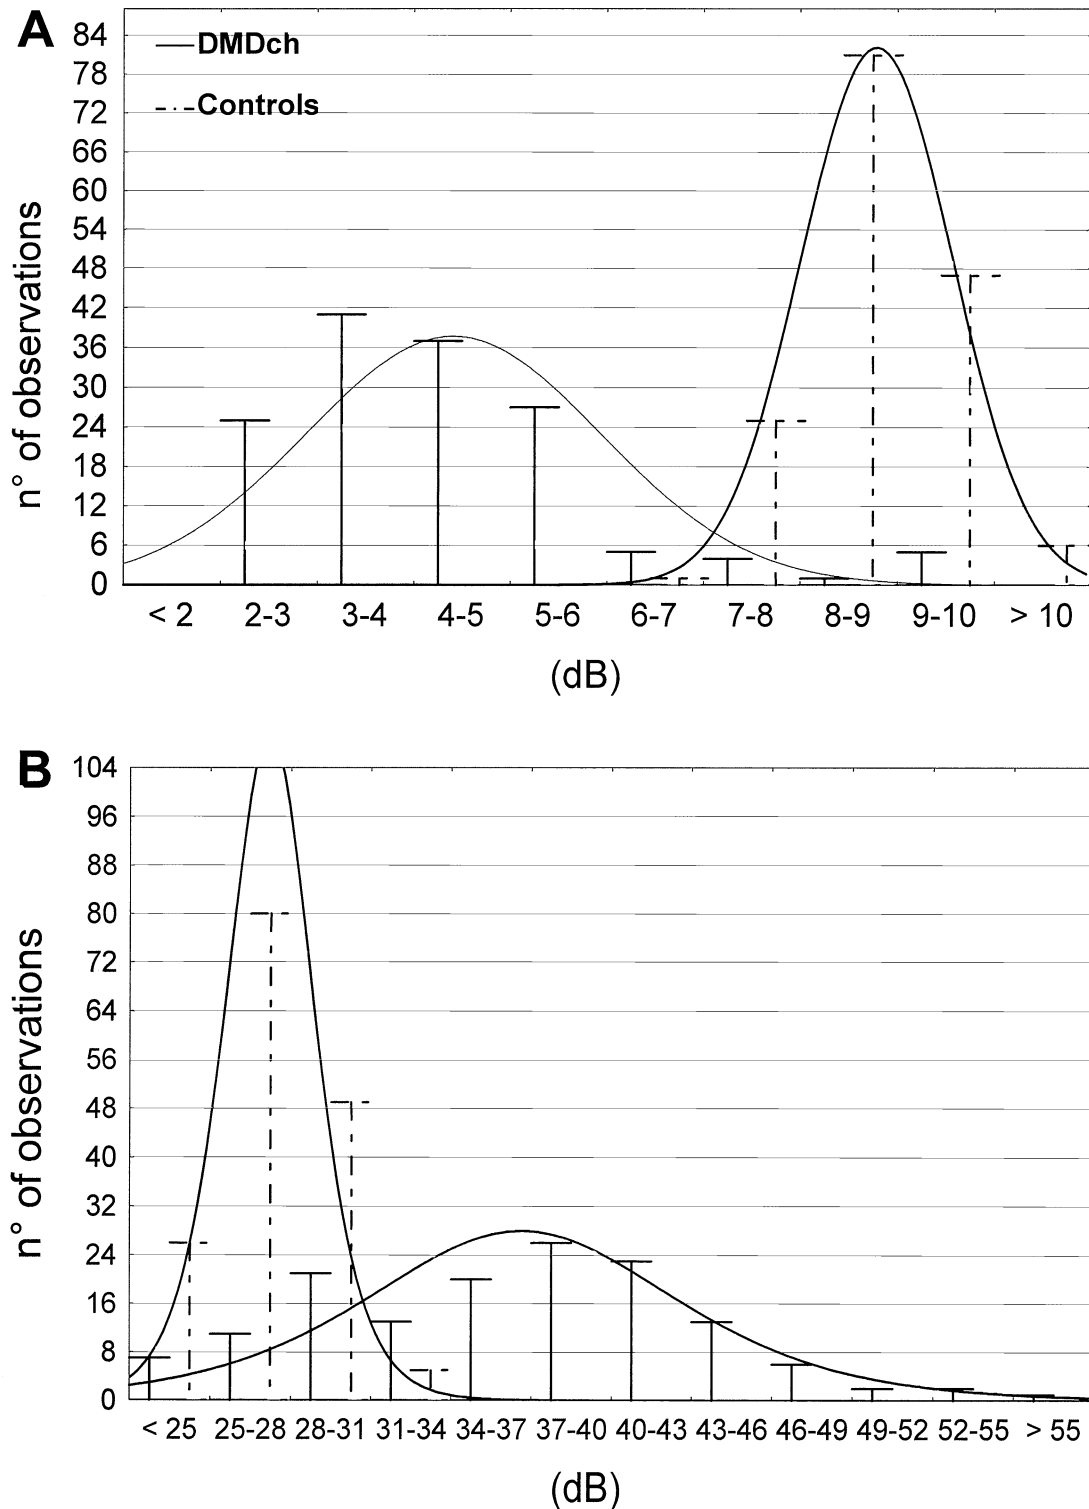 A
84
DMDch
78
72
Controls
66
60
54
48
42
36
30
24
18
12
6
0
n° of observations
< 2 2-3 3-4 4-5 5-6 6-7 7-8 8-9 9-10 > 10
(dB)
B
104
96
88
80
72
64
56
48
40
32
24
16
8
0
n° of observations
< 25 25-28 28-31 31-34 34-37 37-40 40-43 43-46 46-49 49-52 52-55 > 55
(dB)